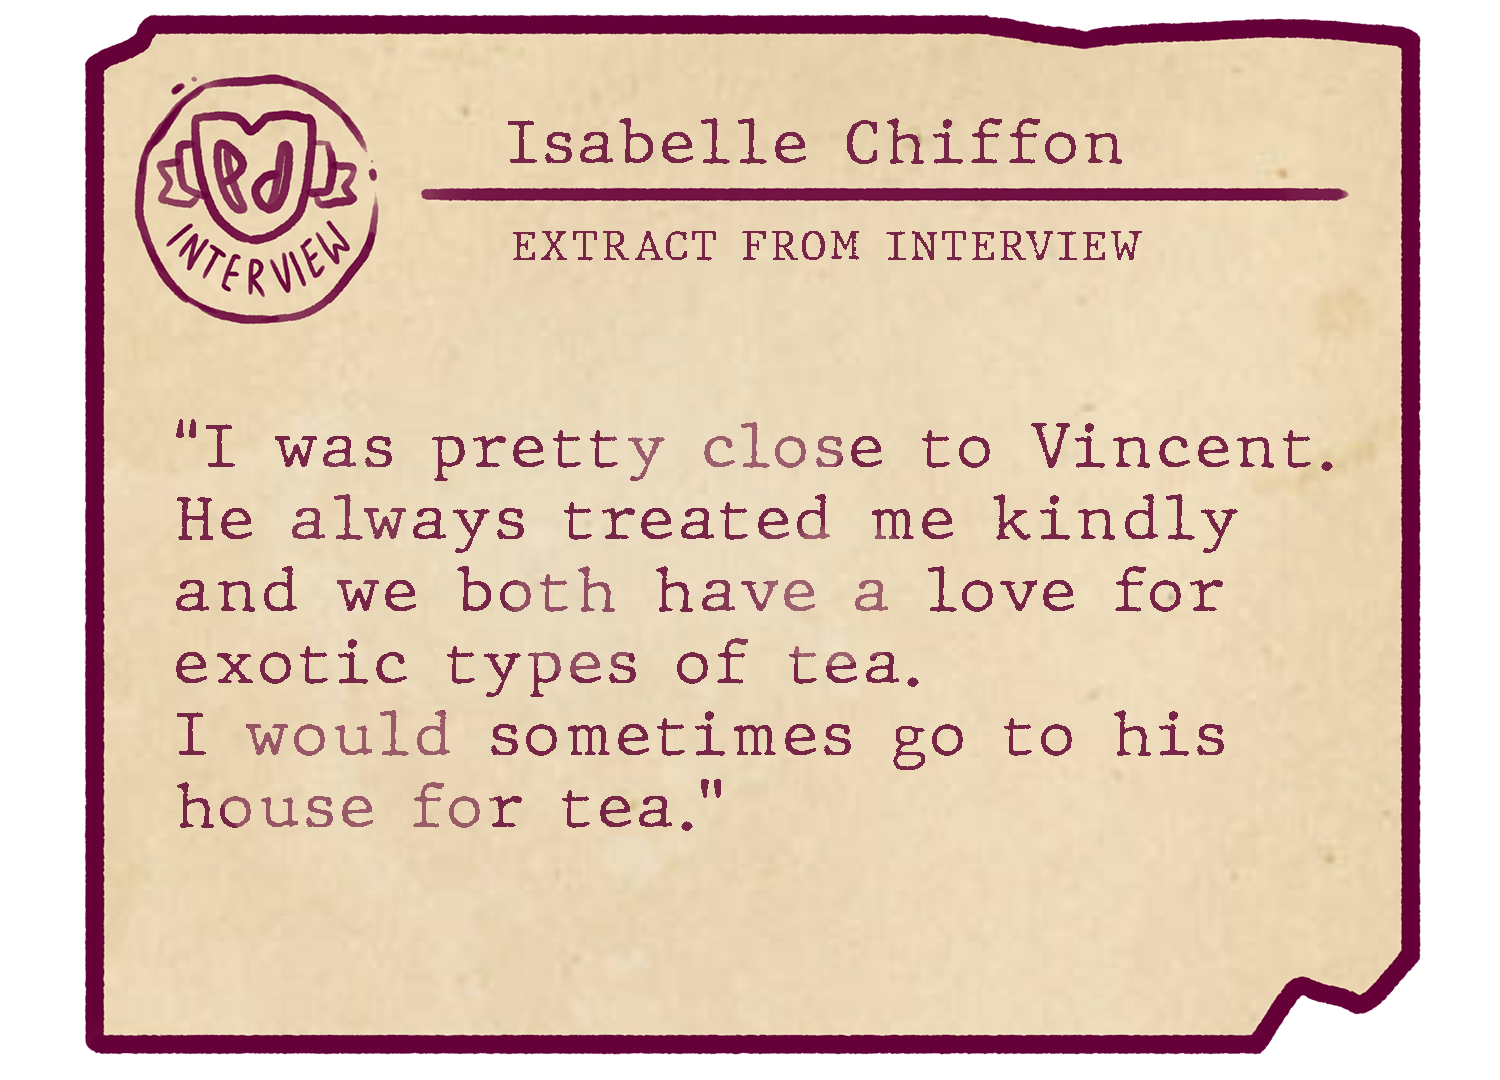 Pd
INTERVIEW
Isabelle Chiffon
EXTRACT FROM INTERVIEW
“I was pretty close to Vincent.
He always treated me kindly
and we both have a love for
exotic types of tea.
I would sometimes go to his
house for tea."